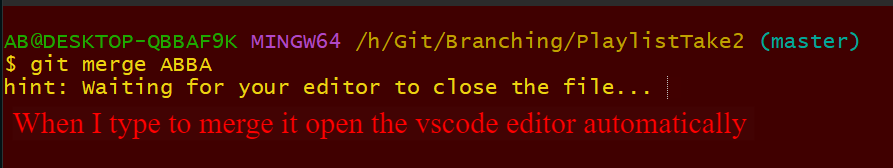 AB@DESKTOP-QBBAF9K MINGW64 /h/Git/Branching/PlaylistTake2 (master)
$ git merge ABBA
hint: Waiting for your editor to close the file...
When I type to merge it open the vscode editor automatically